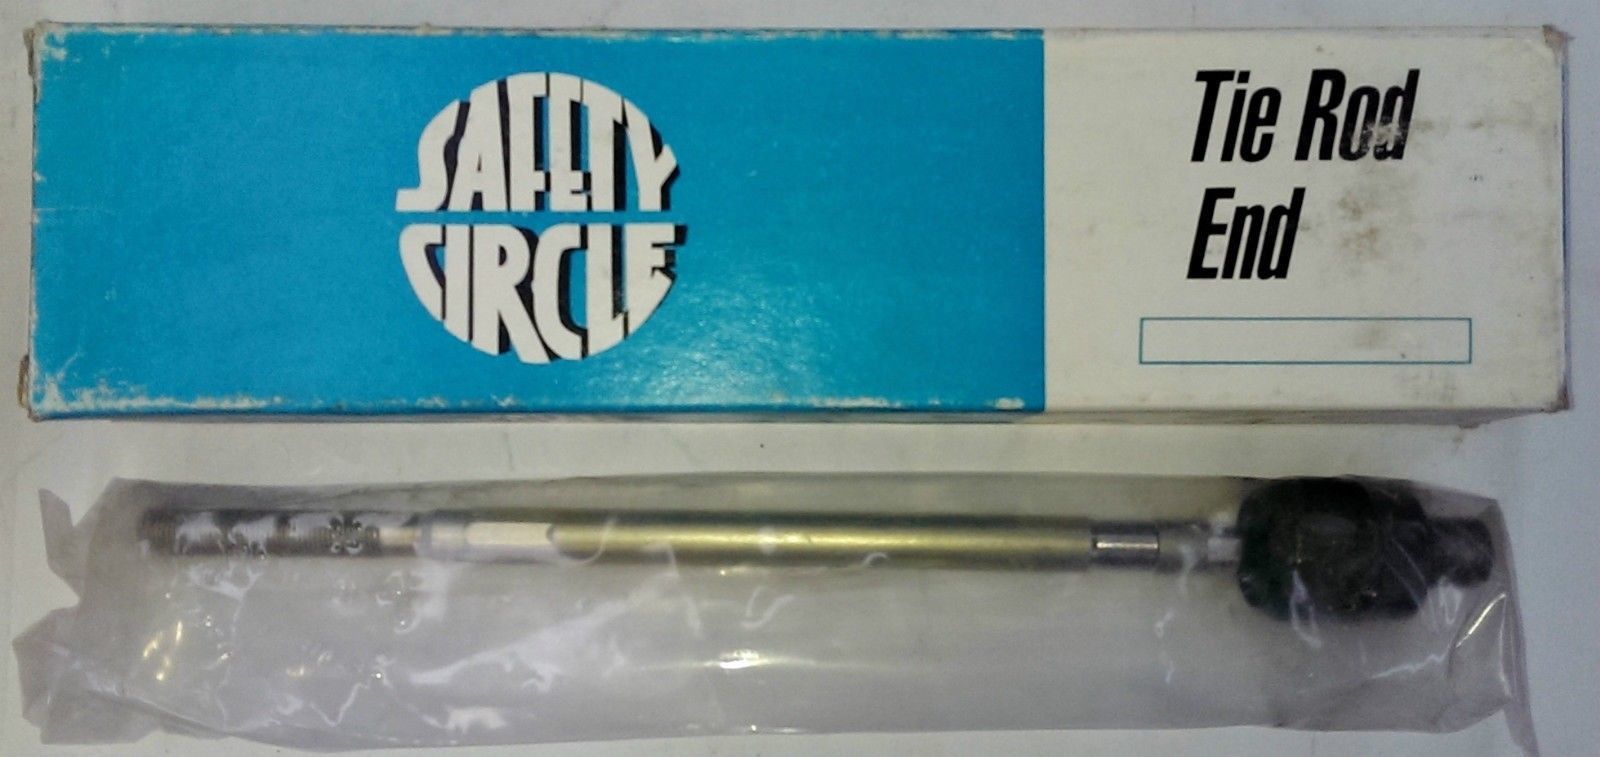 SAFETY
CIRCLE
Tie Rod
End